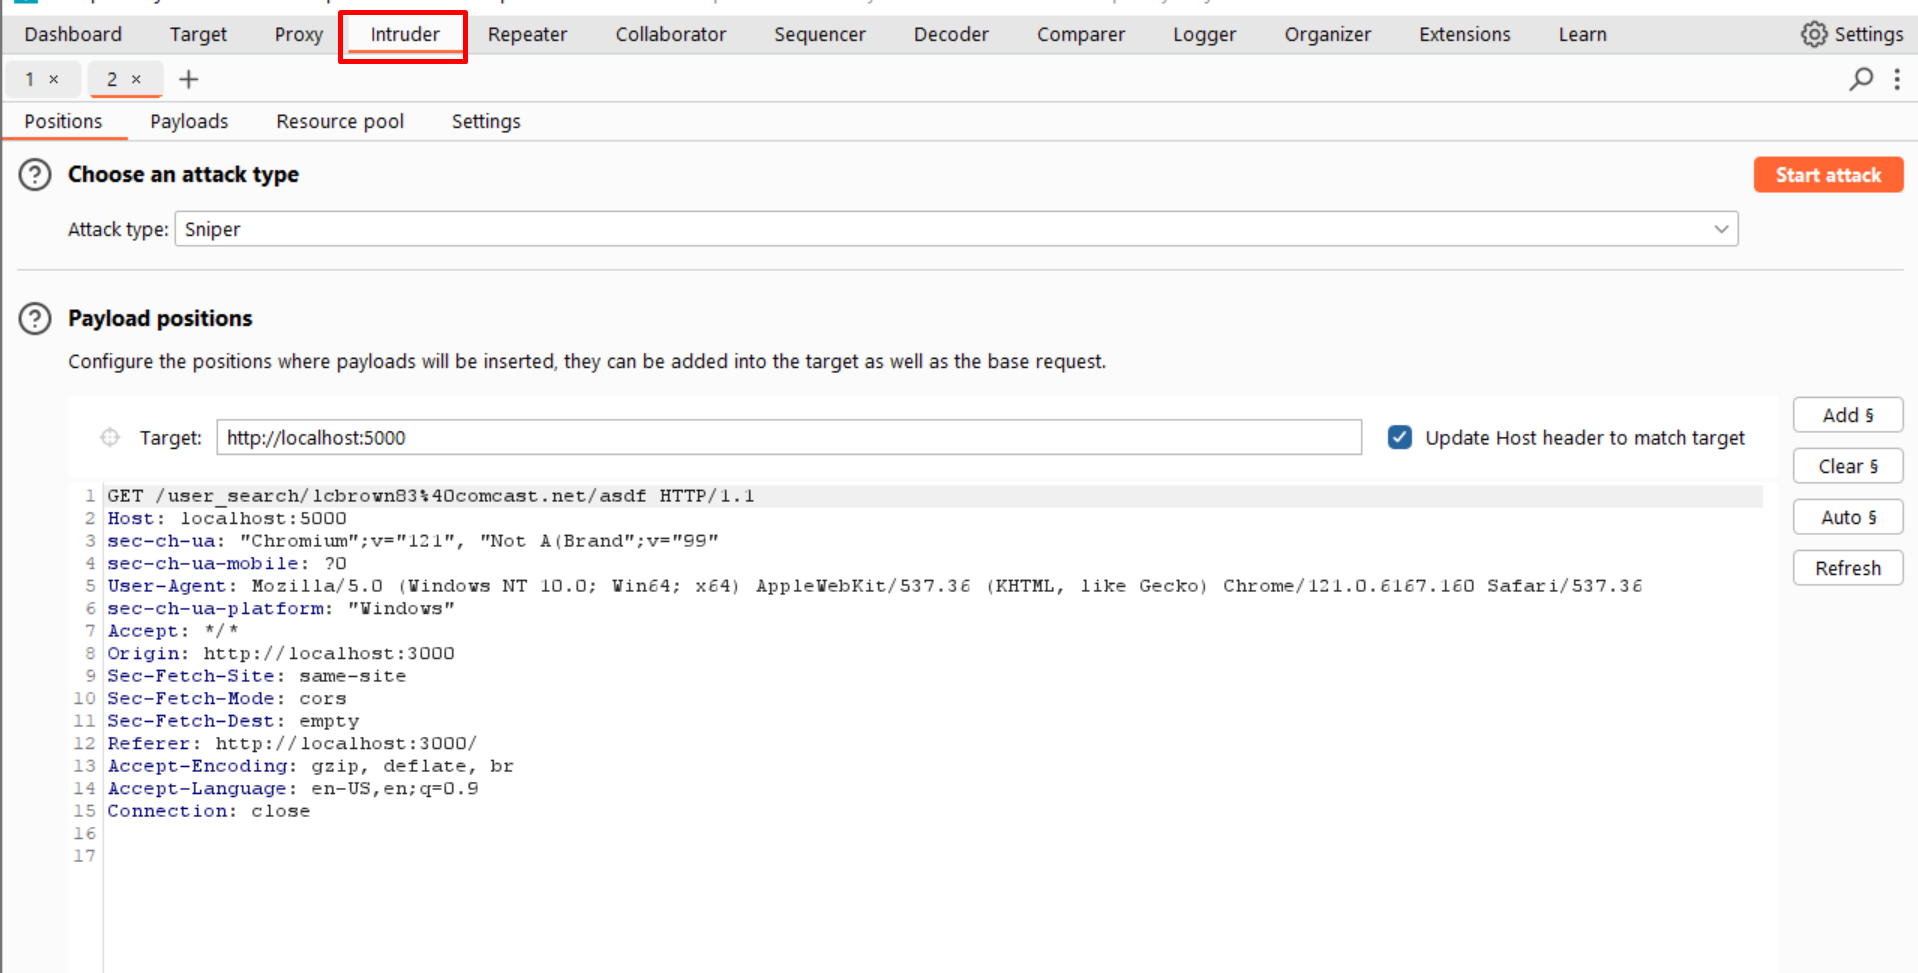 Dashboard Target Proxy Intruder Repeater Collaborator Sequencer Decoder Comparer Logger Organizer Extensions Learn Settings
1 × 2 × +
Positions Payloads Resource pool Settings
? Choose an attack type Start attack
Attack type: Sniper
? Payload positions
Configure the positions where payloads will be inserted, they can be added into the target as well as the base request.
Add §
Target: http://localhost:5000 Update Host header to match target
Clear §
1 GET /user_search/lcbrown83%40comcast.net/asdf HTTP/1.1
2 Host: localhost:5000
Auto §
3 sec-ch-ua: "Chromium";v="121", "Not A(Brand";v="99"
4 sec-ch-ua-mobile: ?0
Refresh
5 User-Agent: Mozilla/5.0 (Windows NT 10.0; Win64; x64) AppleWebKit/537.36 (KHTML, like Gecko) Chrome/121.0.6167.160 Safari/537.36
6 sec-ch-ua-platform: "Windows"
7 Accept: */*
8 Origin: http://localhost:3000
9 Sec-Fetch-Site: same-site
10 Sec-Fetch-Mode: cors
11 Sec-Fetch-Dest: empty
12 Referer: http://localhost:3000/
13 Accept-Encoding: gzip, deflate, br
14 Accept-Language: en-US,en;q=0.9
15 Connection: close
16
17